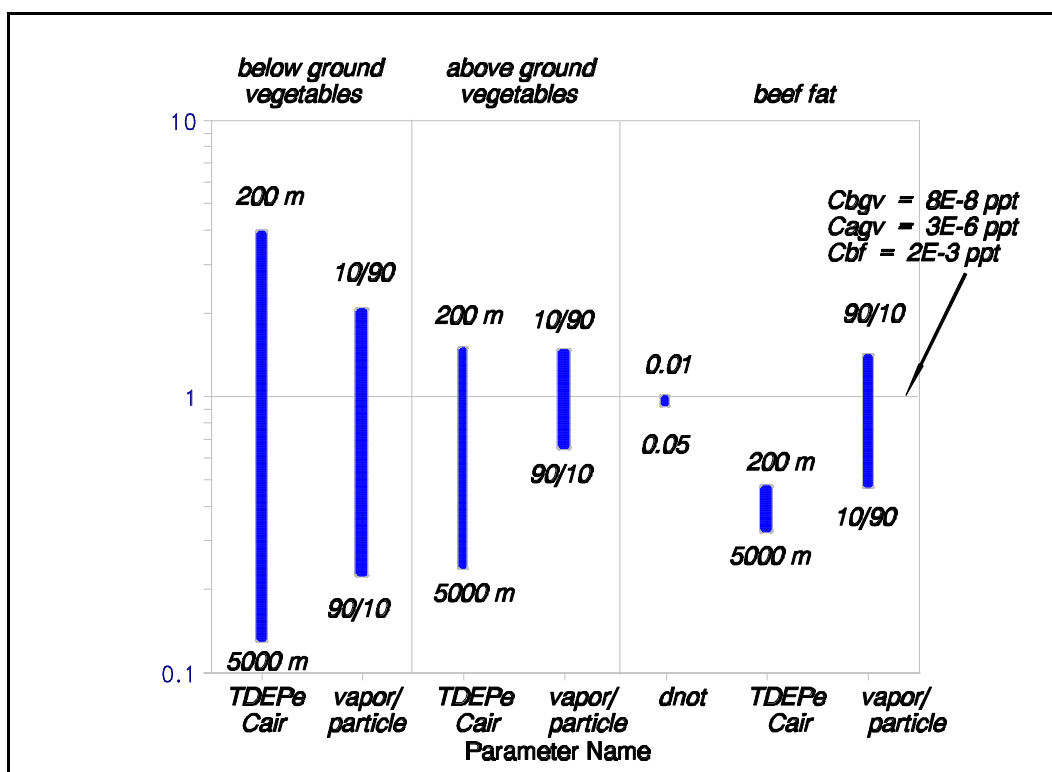 below ground
vegetables
above ground
vegetables
beef fat
10
1
0.1
200 m
5000 m
10/90
90/10
200 m
5000 m
10/90
90/10
0.01
0.05
200 m
5000 m
90/10
10/90
Cbgv = 8E-8 ppt
Cagv = 3E-6 ppt
Cbf = 2E-3 ppt
TDEPe
Cair
vapor/
particle
TDEPe
Cair
vapor/
particle
dnot
TDEPe
Cair
vapor/
particle
Parameter Name